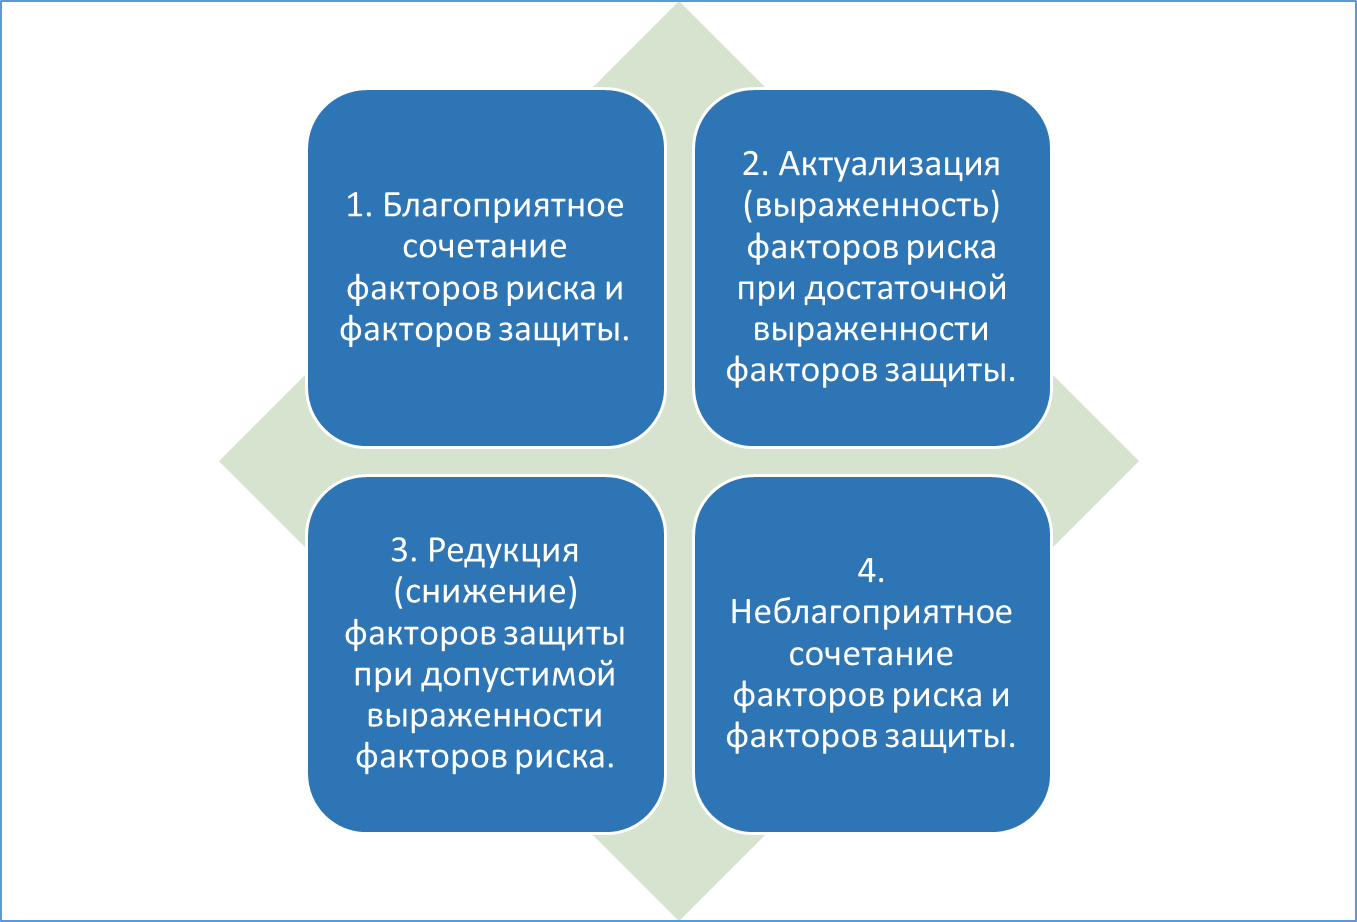 1. Благоприятное
сочетание
факторов риска и
факторов защиты.
2. Актуализация
(выраженность)
факторов риска
при достаточной
выраженности
факторов защиты.
3. Редукция
(снижение)
факторов защиты
при допустимой
выраженности
факторов риска.
4.
Неблагоприятное
сочетание
факторов риска и
факторов защиты.